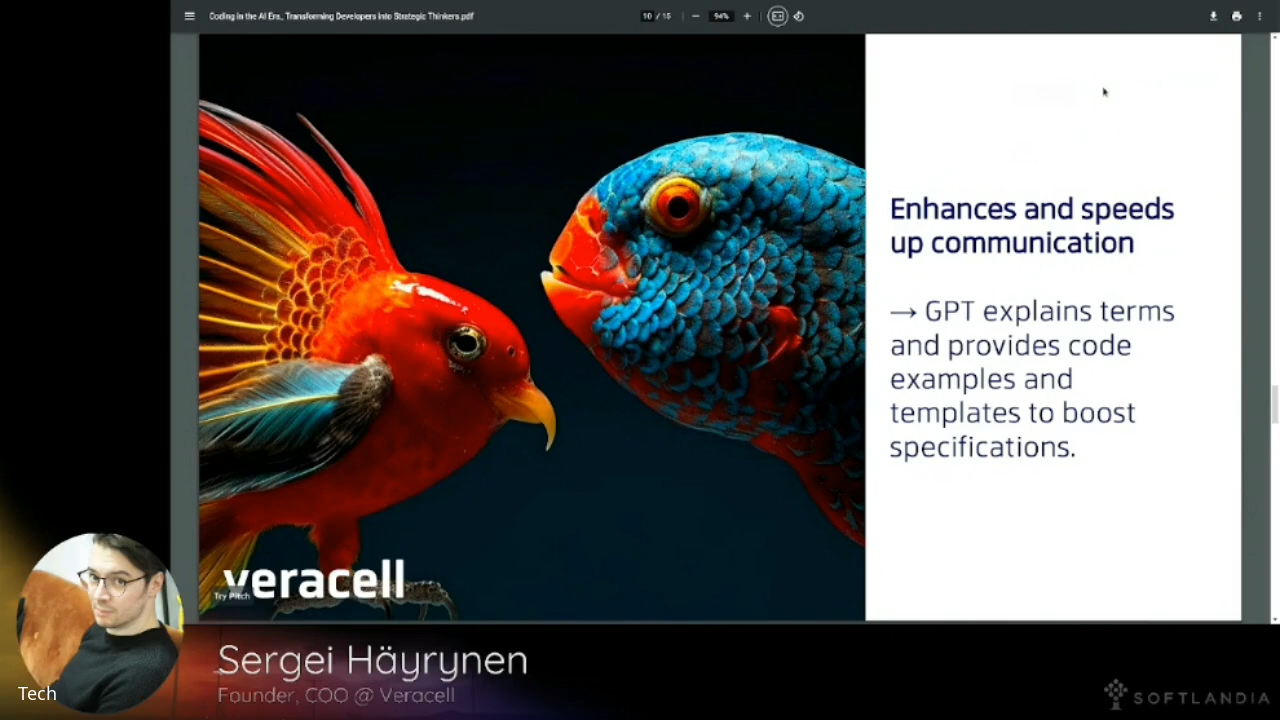 Coding in the AI Era_ Transforming Developers into Strategic Thinkers.pdf
10 / 15
94%
Enhances and speeds
up communication
→ GPT explains terms
and provides code
examples and
templates to boost
specifications.
veracell
Try Pitch
Sergei Häyrynen
Founder, COO @ Veracell
Tech
SOFTLANDIA